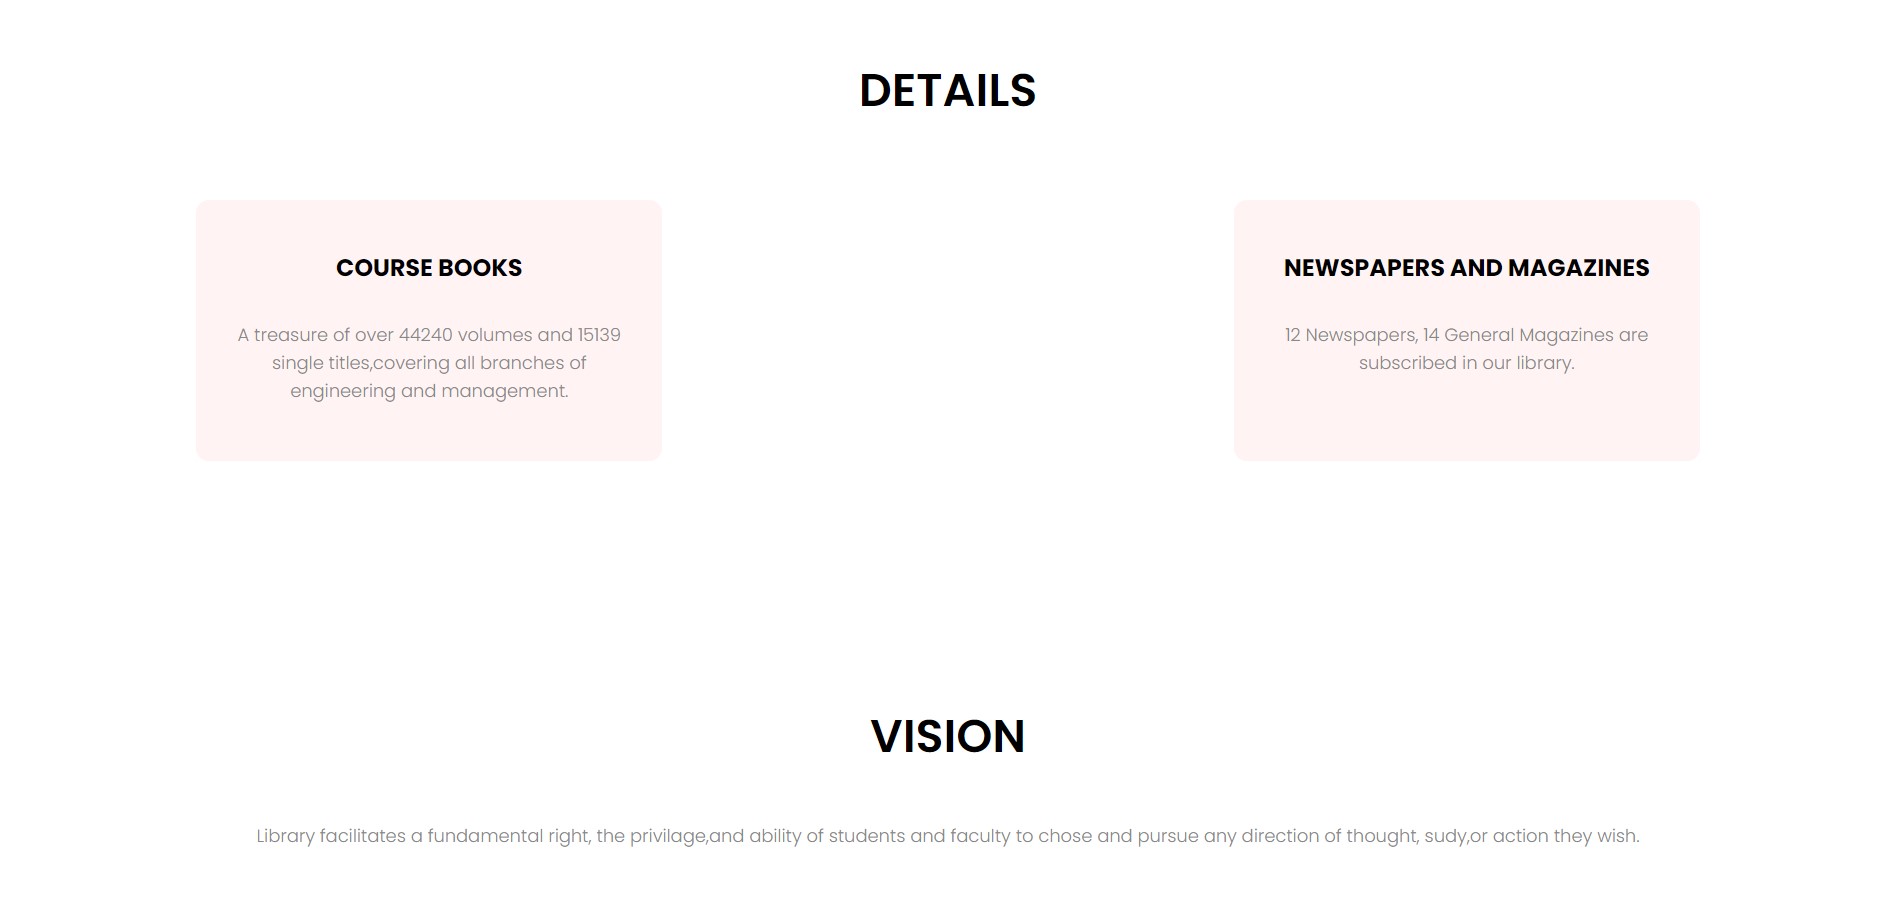 DETAILS
COURSE BOOKS
A treasure of over 44240 volumes and 15139
single titles,covering all branches of
engineering and management.
NEWSPAPERS AND MAGAZINES
12 Newspapers, 14 General Magazines are
subscribed in our library.
VISION
Library facilitates a fundamental right, the privilage,and ability of students and faculty to chose and pursue any direction of thought, sudy,or action they wish.